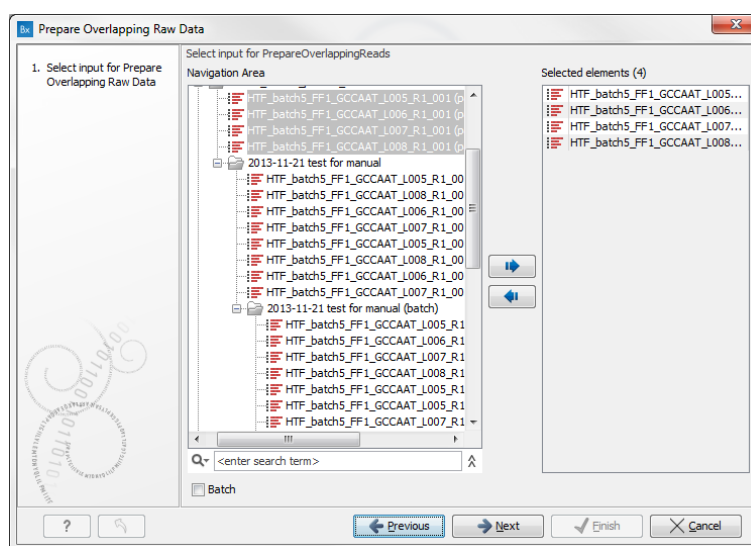 Bx Prepare Overlapping Raw Data
1. Select input for Prepare
Overlapping Raw Data
Select input for PrepareOverlappingReads
Navigation Area
HTF_batch5_FF1_GCCAAT_L005_R1_001 (p
HTF_batch5_FF1_GCCAAT_L006_R1_001 (p
HTF_batch5_FF1_GCCAAT_L007_R1_001 (p
HTF_batch5_FF1_GCCAAT_L008_R1_001 (p
2013-11-21 test for manual
HTF_batch5_FF1_GCCAAT_L005_R1_00
HTF_batch5_FF1_GCCAAT_L008_R1_00
HTF_batch5_FF1_GCCAAT_L006_R1_00
HTF_batch5_FF1_GCCAAT_L007_R1_00
HTF_batch5_FF1_GCCAAT_L005_R1_00
HTF_batch5_FF1_GCCAAT_L008_R1_00
HTF_batch5_FF1_GCCAAT_L006_R1_00
HTF_batch5_FF1_GCCAAT_L007_R1_00
2013-11-21 test for manual (batch)
HTF_batch5_FF1_GCCAAT_L005_R1
HTF_batch5_FF1_GCCAAT_L006_R1
HTF_batch5_FF1_GCCAAT_L007_R1
HTF_batch5_FF1_GCCAAT_L008_R1
HTF_batch5_FF1_GCCAAT_L005_R1
HTF_batch5_FF1_GCCAAT_L005_R1
HTF_batch5_FF1_GCCAAT_L007_R1
<enter search term>
Batch
Selected elements (4)
HTF_batch5_FF1_GCCAAT_L005...
HTF_batch5_FF1_GCCAAT_L006...
HTF_batch5_FF1_GCCAAT_L007...
HTF_batch5_FF1_GCCAAT_L008...
?
Previous
Next
Finish
Cancel